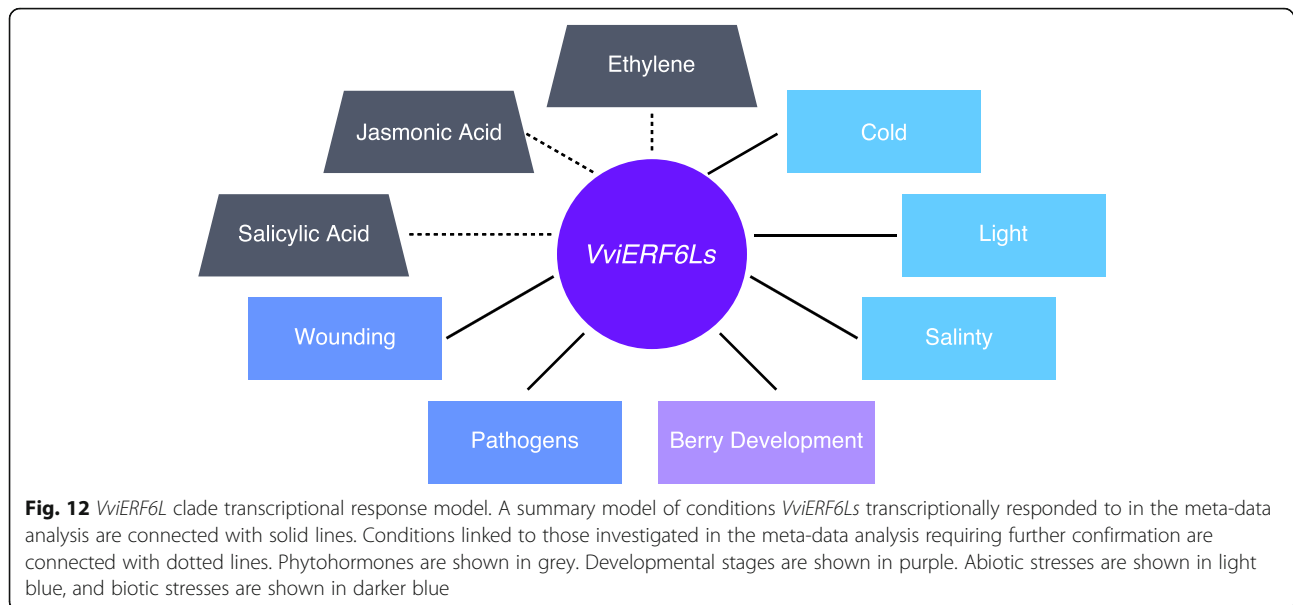 Ethylene
Jasmonic Acid
Cold
Salicylic Acid
VviERF6Ls
Light
Wounding
Salinty
Pathogens
Berry Development
Fig. 12 VviERF6L clade transcriptional response model. A summary model of conditions VviERF6Ls transcriptionally responded to in the meta-data
analysis are connected with solid lines. Conditions linked to those investigated in the meta-data analysis requiring further confirmation are
connected with dotted lines. Phytohormones are shown in grey. Developmental stages are shown in purple. Abiotic stresses are shown in light
blue, and biotic stresses are shown in darker blue